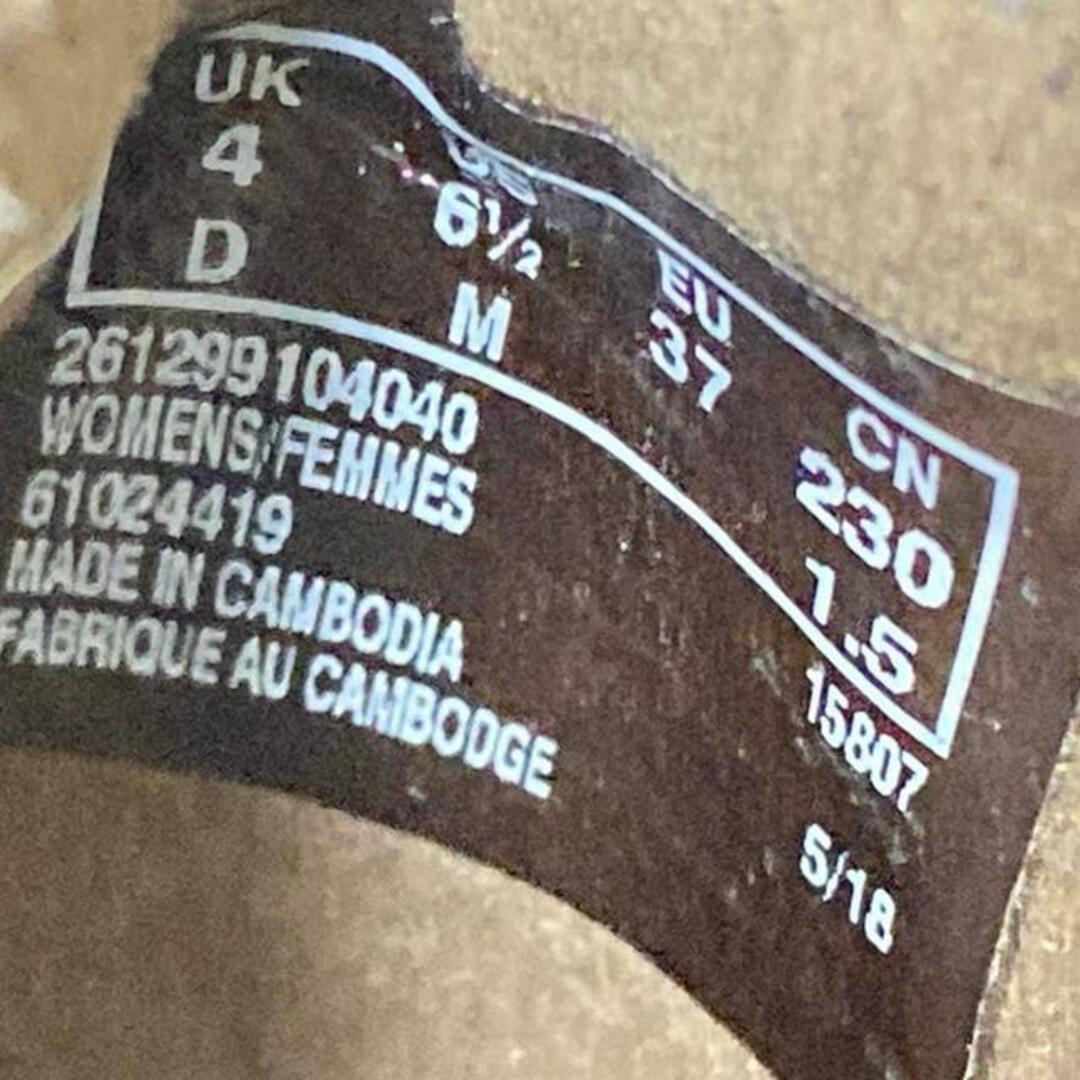 UK
4
D
US
6½
M
EU
37
CN
230
1.5
261299104040
WOMENS/FEMMES
61024419
MADE IN CAMBODIA
FABRIQUE AU CAMBODGE
15807
5/18